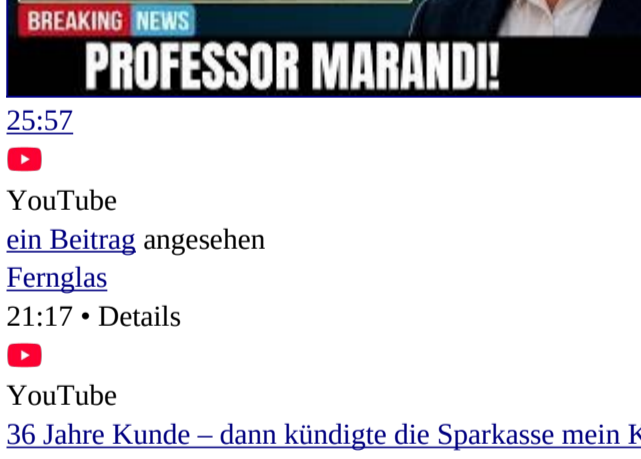 BREAKING NEWS
PROFESSOR MARANDI!
25:57
YouTube
ein Beitrag angesehen
Fernglas
21:17 • Details
YouTube
36 Jahre Kunde – dann kündigte die Sparkasse mein